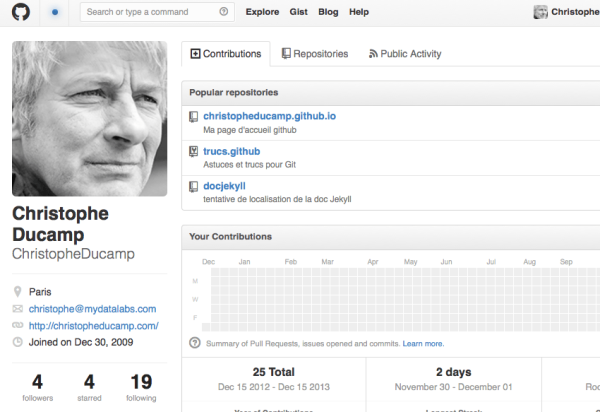 Search or type a command
Explore Gist Blog Help
Christophe
Contributions Repositories Public Activity
Popular repositories
christopheducamp.github.io
Ma page d'accueil github
trucs.github
Astuces et trucs pour Git
docjekyll
tentative de localisation de la doc Jekyll
Christophe
Ducamp
ChristopheDucamp
Paris
christophe@mydatalabs.com
http://christopheducamp.com/
Joined on Dec 30, 2009
4 4 19
followers starred following
Your Contributions
Dec Jan Feb Mar Apr May Jun Jul Aug Sep
M
W
F
Summary of Pull Requests, issues opened and commits. Learn more.
25 Total 2 days
Dec 15 2012 - Dec 15 2013 November 30 - December 01
Year of Contributions Longest Streak